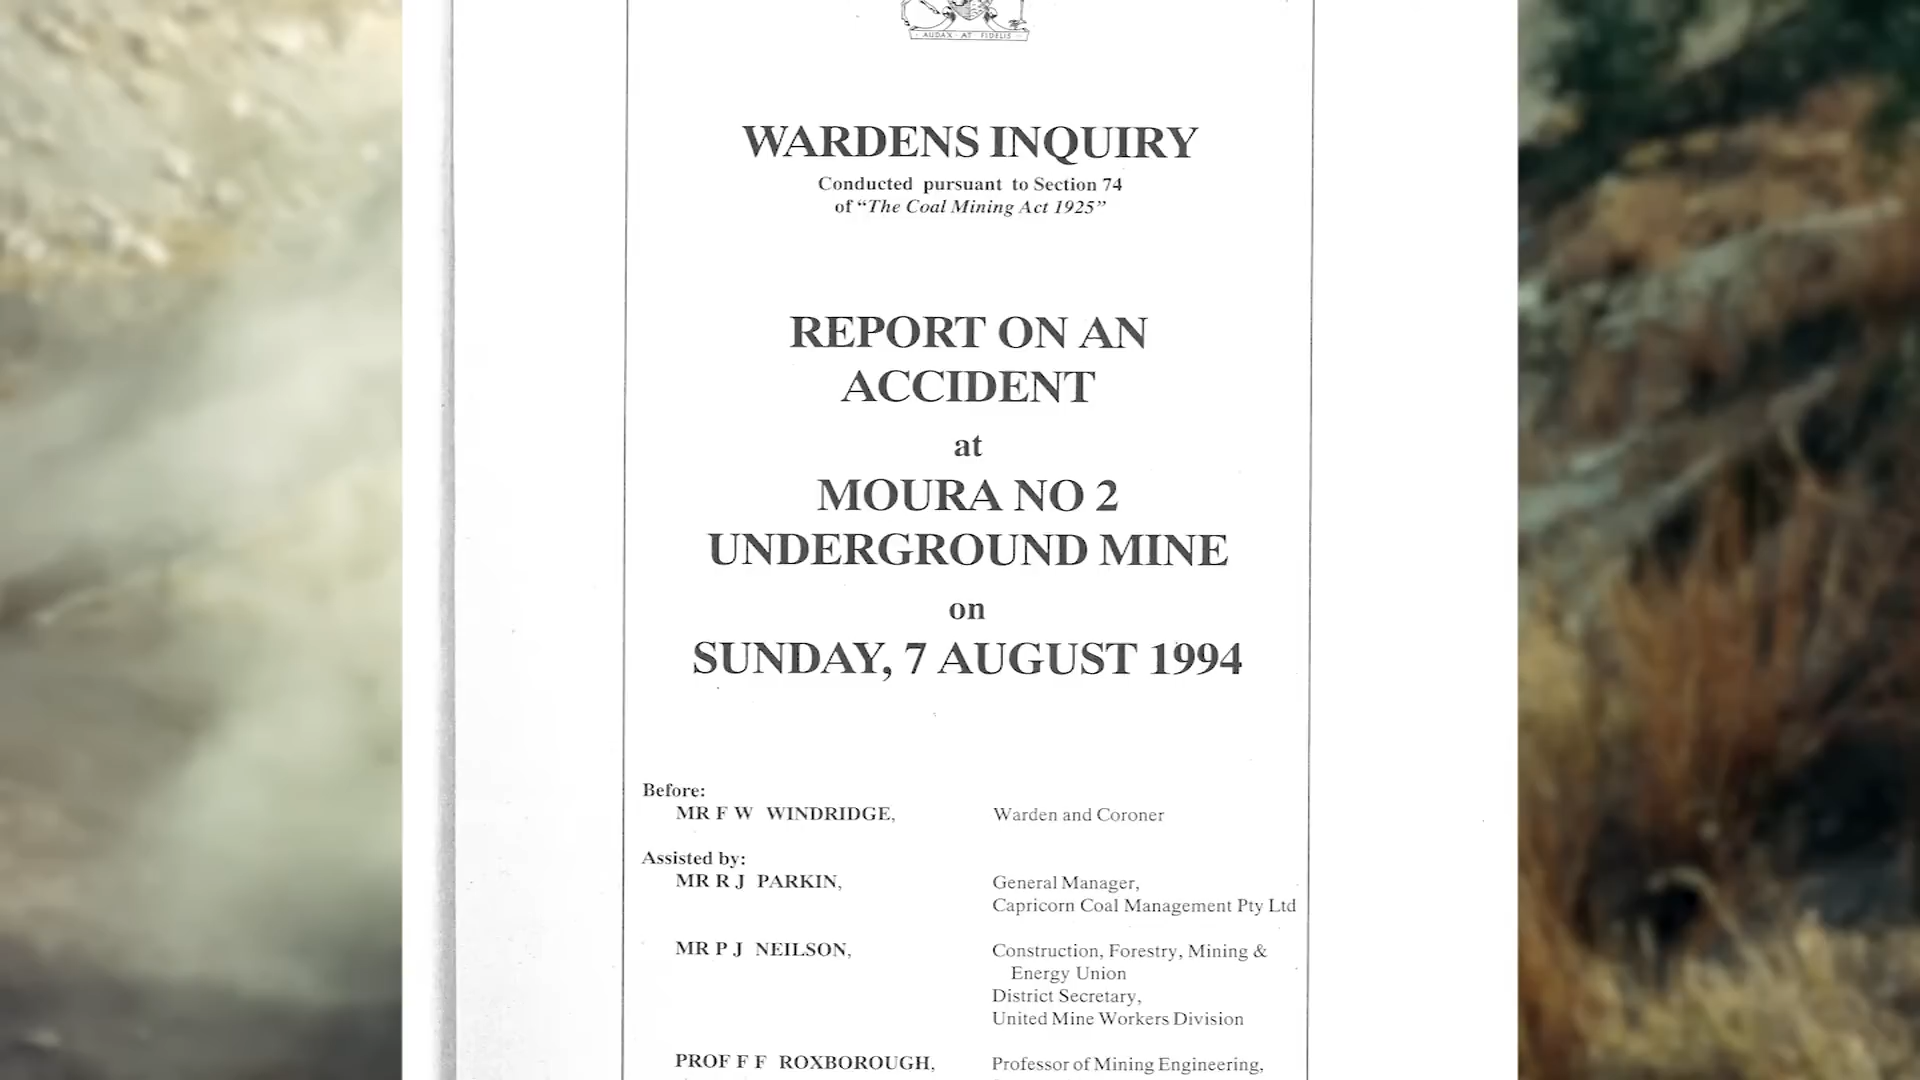 AUDAX AT FIDELIS
WARDENS INQUIRY
Conducted pursuant to Section 74
of “The Coal Mining Act 1925”
REPORT ON AN
ACCIDENT
at
MOURA NO 2
UNDERGROUND MINE
on
SUNDAY, 7 AUGUST 1994
Before:
MR F W WINDRIDGE, Warden and Coroner
Assisted by:
MR R J PARKIN, General Manager,
Capricorn Coal Management Pty Ltd
MR P J NEILSON, Construction, Forestry, Mining &
Energy Union
District Secretary,
United Mine Workers Division
PROF F F ROXBOROUGH, Professor of Mining Engineering,